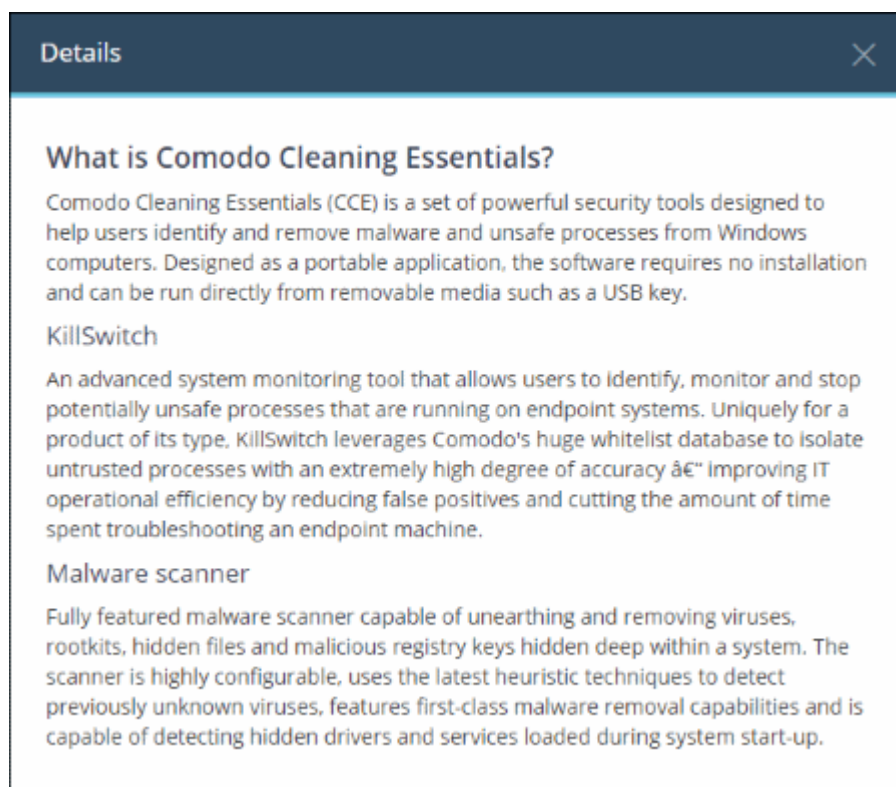 Details
What is Comodo Cleaning Essentials?
Comodo Cleaning Essentials (CCE) is a set of powerful security tools designed to
help users identify and remove malware and unsafe processes from Windows
computers. Designed as a portable application, the software requires no installation
and can be run directly from removable media such as a USB key.
KillSwitch
An advanced system monitoring tool that allows users to identify, monitor and stop
potentially unsafe processes that are running on endpoint systems. Uniquely for a
product of its type, KillSwitch leverages Comodo's huge whitelist database to isolate
untrusted processes with an extremely high degree of accuracy â€“ improving IT
operational efficiency by reducing false positives and cutting the amount of time
spent troubleshooting an endpoint machine.
Malware scanner
Fully featured malware scanner capable of unearthing and removing viruses,
rootkits, hidden files and malicious registry keys hidden deep within a system. The
scanner is highly configurable, uses the latest heuristic techniques to detect
previously unknown viruses, features first-class malware removal capabilities and is
capable of detecting hidden drivers and services loaded during system start-up.